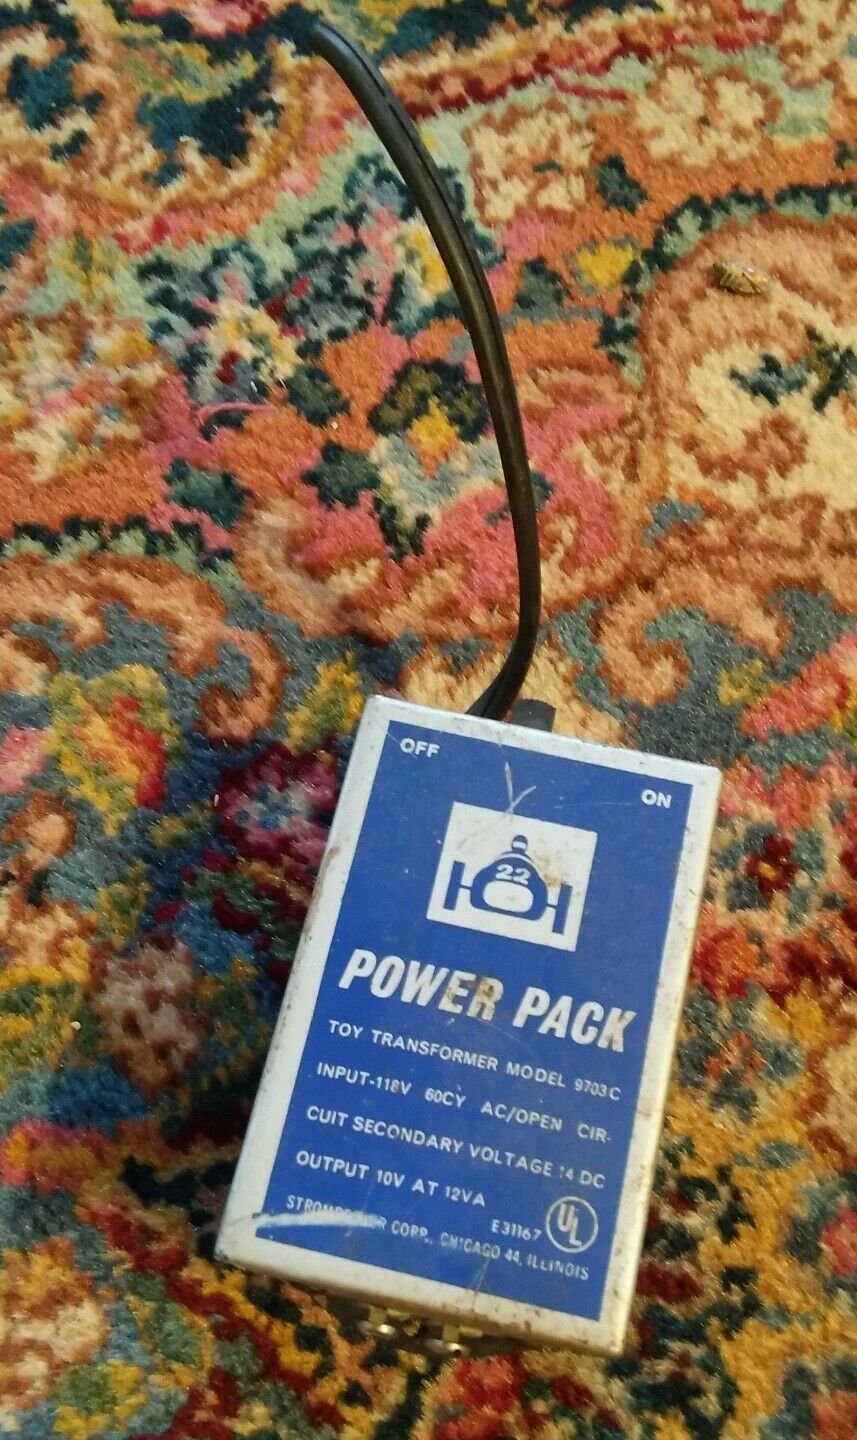 OFF
ON
22
POWER PACK
TOY TRANSFORMER MODEL 9703C
INPUT-118V 60CY AC/OPEN CIR-
CUIT SECONDARY VOLTAGE 14 DC
OUTPUT 10V AT 12VA
E31167 UL
CORP., CHICAGO 44, ILLINOIS